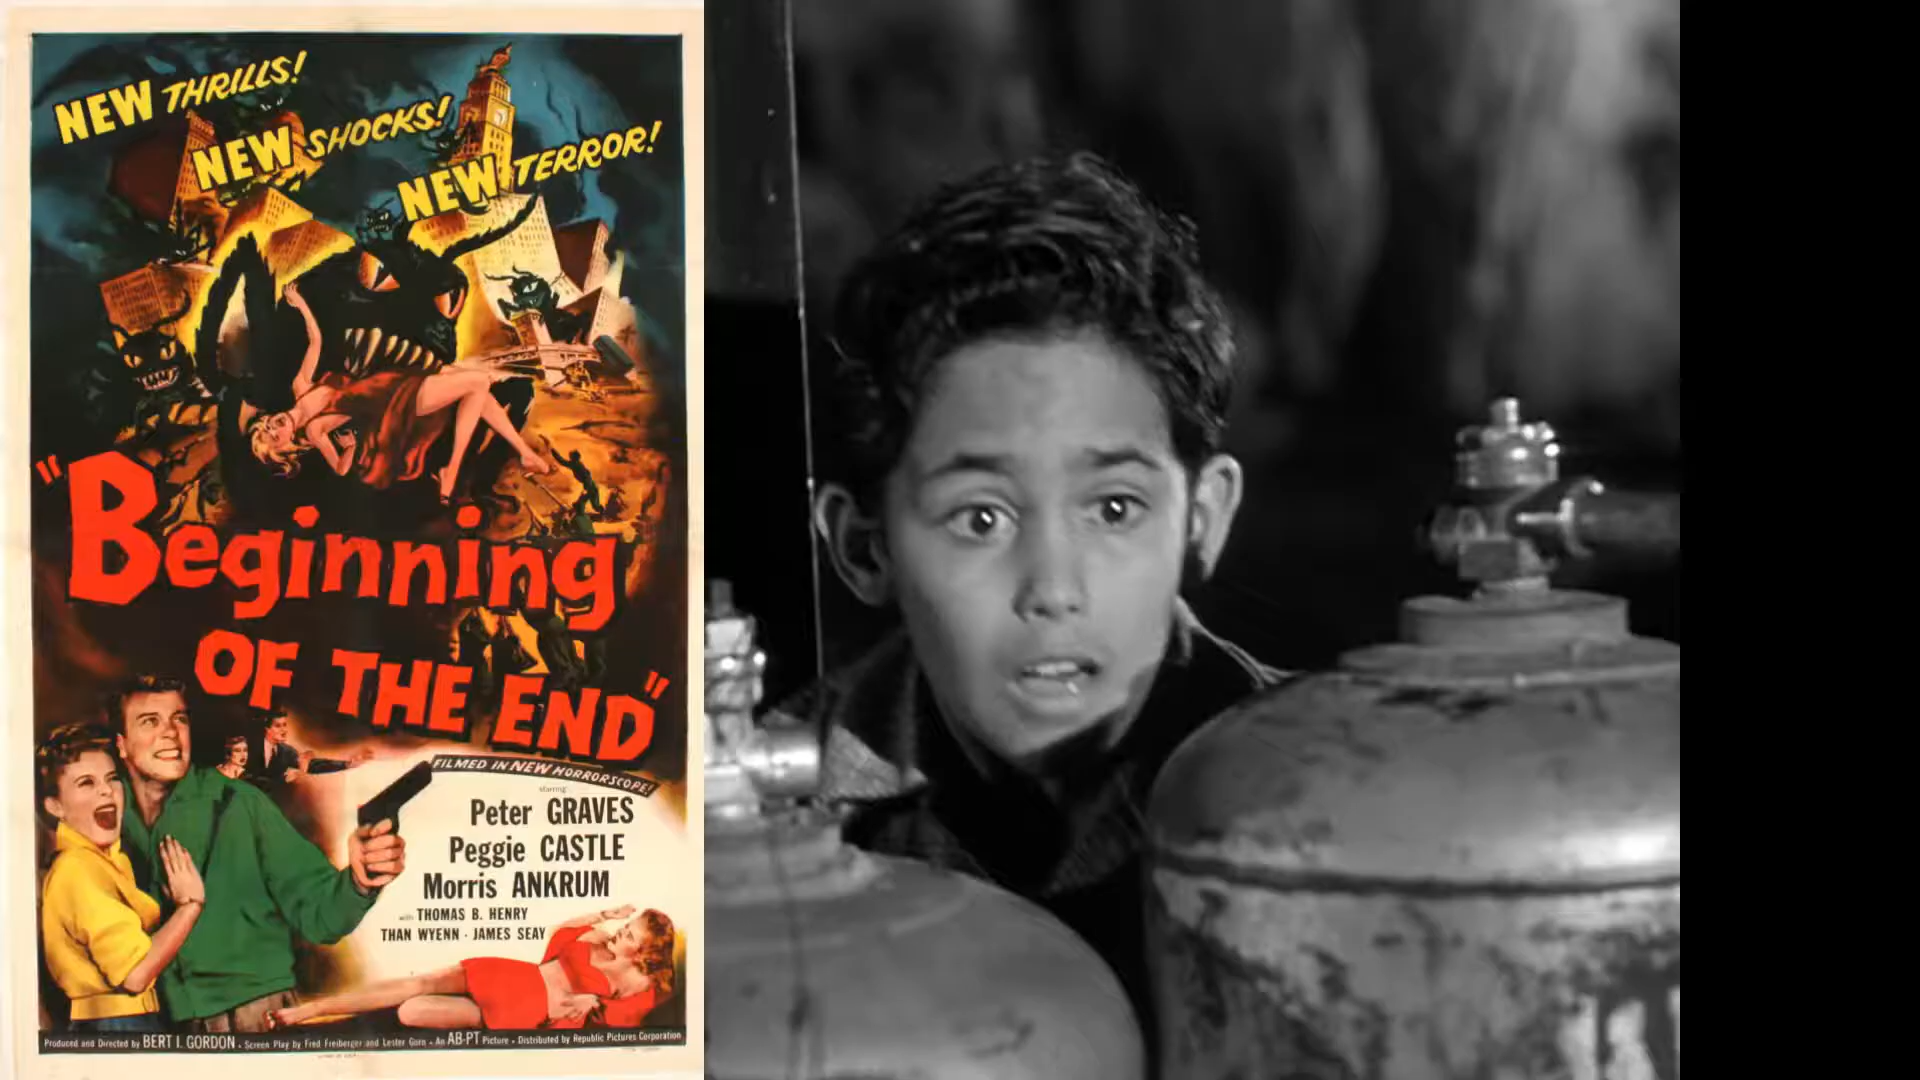 NEW THRILLS!
NEW SHOCKS!
NEW TERROR!
"Beginning
OF THE END"
FILMED IN NEW HORRORSCOPE!
starring
Peter GRAVES
Peggie CASTLE
Morris ANKRUM
with THOMAS B. HENRY
THAN WYENN · JAMES SEAY
Produced and Directed by BERT I. GORDON · Screen Play by Fred Freiberger and Lester Gorn · An AB-PT Picture · Distributed by Republic Pictures Corporation